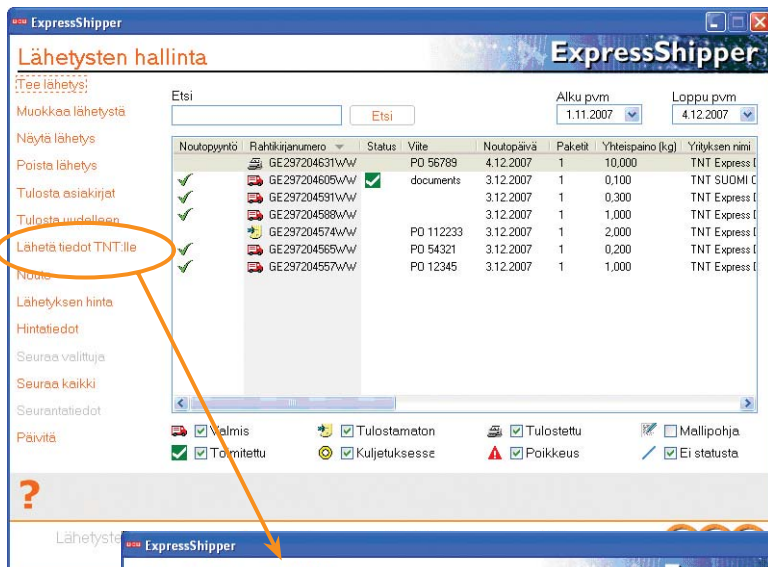 ExpressShipper
Lähetysten hallinta
ExpressShipper
Tee lähetys
Muokkaa lähetystä
Näytä lähetys
Poista lähetys
Tulosta asiakirjat
Tulosta uudelleen
Lähetä tiedot TNT:lle
Nouto
Lähetyksen hinta
Hintatiedot
Seuraa valittuja
Seuraa kaikki
Seurantatiedot
Päivitä
Etsi
Etsi
Alku pvm
Loppu pvm
1.11.2007
4.12.2007
Noutopyyntö Rahtikirjanumero Status Viite Noutopäivä Paketit Yhteispaino (kg) Yrityksen nimi
GE297204631WW PO 56789 4.12.2007 1 10,000 TNT Express
GE297204605WW documents 3.12.2007 1 0,100 TNT SUOMI
GE297204591WW 3.12.2007 1 0,300 TNT Express
GE297204588WW 3.12.2007 1 1,000 TNT Express
GE297204574WW PO 112233 3.12.2007 1 2,000 TNT Express
GE297204565WW PO 54321 3.12.2007 1 0,200 TNT Express
GE297204557WW PO 12345 3.12.2007 1 1,000 TNT Express
Valmis Tulostamaton Tulostettu Mallipohja
Toimitettu Kuljetuksessa Poikkeus Ei statusta
?
Lähetyste
ExpressShipper